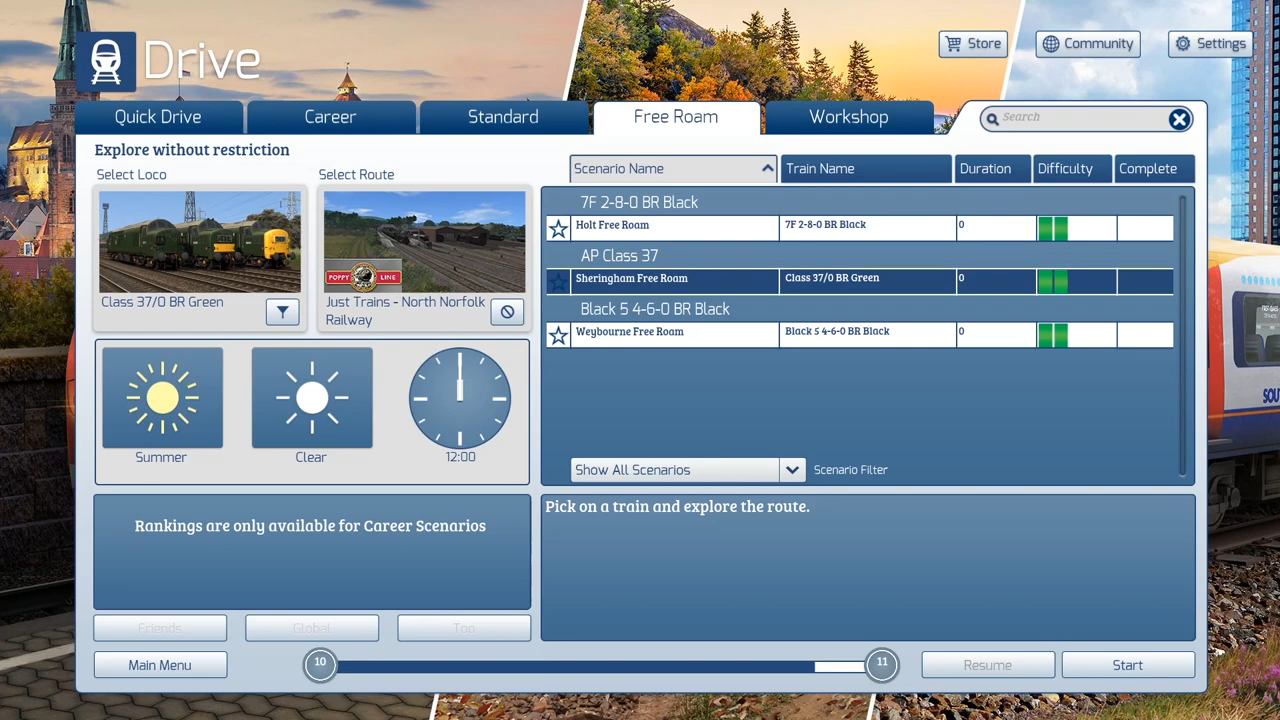 Drive
Store
Community
Settings
Quick Drive
Career
Standard
Free Roam
Workshop
Search
Explore without restriction
Select Loco
Select Route
Class 37/0 BR Green
POPPY LINE
Just Trains - North Norfolk
Railway
Summer
Clear
12:00
Scenario Name
Train Name
Duration
Difficulty
Complete
7F 2-8-0 BR Black
Holt Free Roam
7F 2-8-0 BR Black
0
AP Class 37
Sheringham Free Roam
Class 37/0 BR Green
0
Black 5 4-6-0 BR Black
Weybourne Free Roam
Black 5 4-6-0 BR Black
0
Show All Scenarios
Scenario Filter
Rankings are only available for Career Scenarios
Pick on a train and explore the route.
Friends
Global
Top
Main Menu
10
11
Resume
Start
SOU